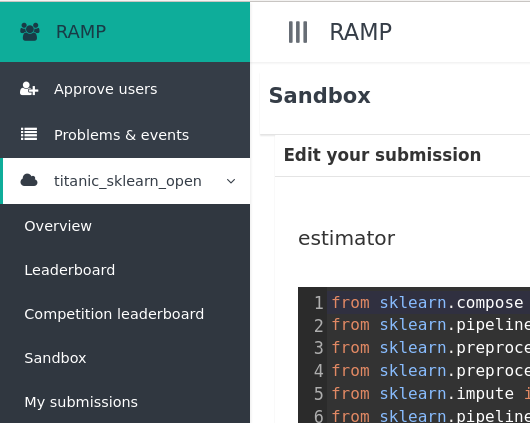 RAMP
Approve users
Problems & events
titanic_sklearn_open
Overview
Leaderboard
Competition leaderboard
Sandbox
My submissions
RAMP
Sandbox
Edit your submission
estimator
1 from sklearn.compose
2 from sklearn.pipeline
3 from sklearn.preproce
4 from sklearn.preproce
5 from sklearn.impute i
6 from sklearn.pipeline